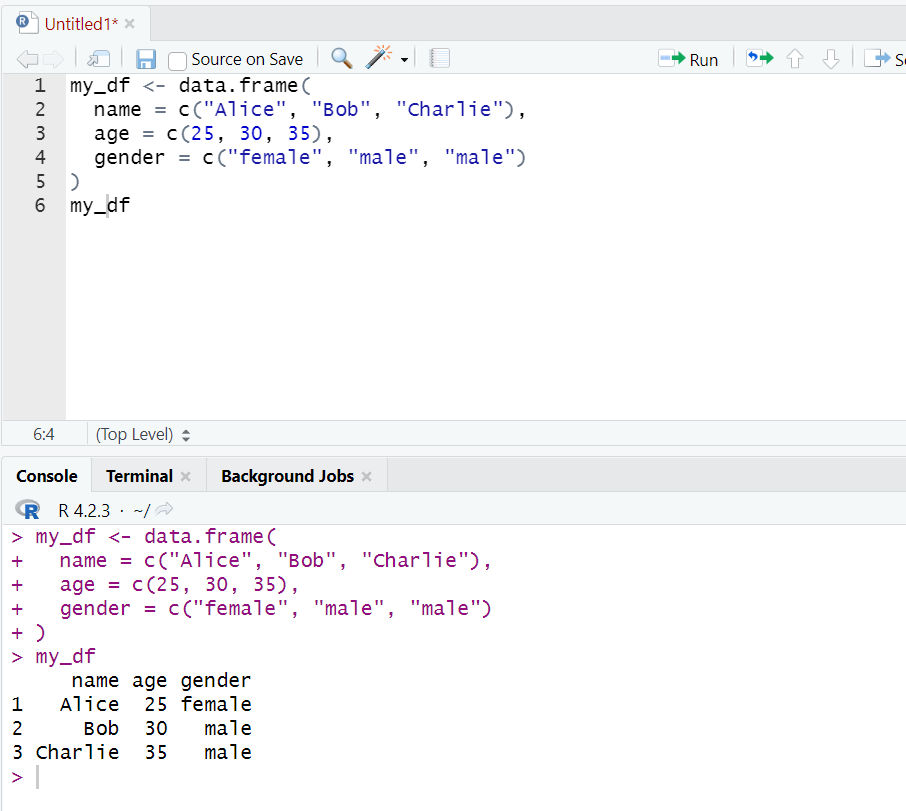 Untitled1*
Source on Save Run
1 my_df <- data.frame(
2   name = c("Alice", "Bob", "Charlie"),
3   age = c(25, 30, 35),
4   gender = c("female", "male", "male")
5 )
6 my_df
6:4 (Top Level)
Console Terminal Background Jobs
R 4.2.3 · ~/
> my_df <- data.frame(
+   name = c("Alice", "Bob", "Charlie"),
+   age = c(25, 30, 35),
+   gender = c("female", "male", "male")
+ )
> my_df
     name age gender
1   Alice  25 female
2     Bob  30   male
3 Charlie  35   male
>